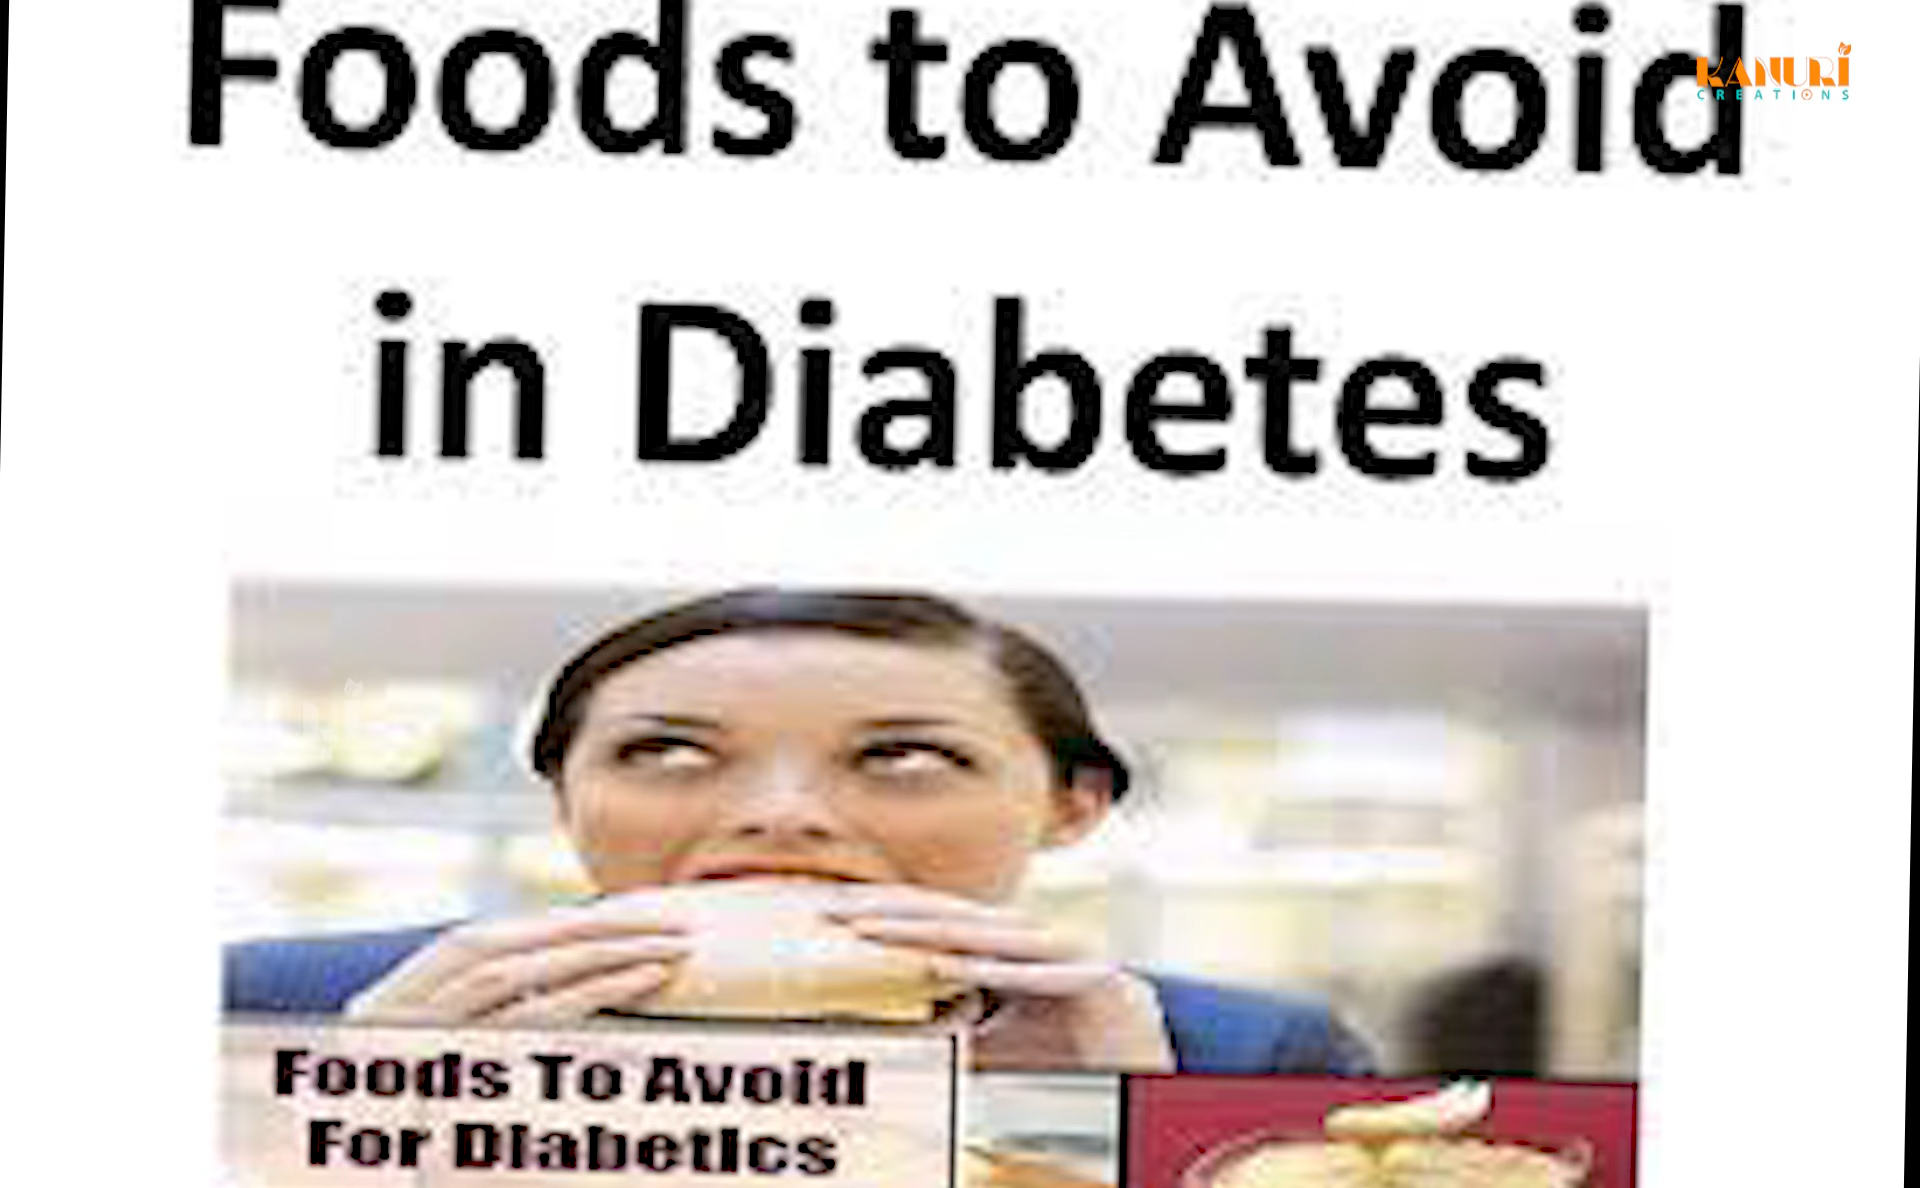 Foods to Avoid
KANURI
CREATIONS
in Diabetes
Foods To Avoid
For Diabetics